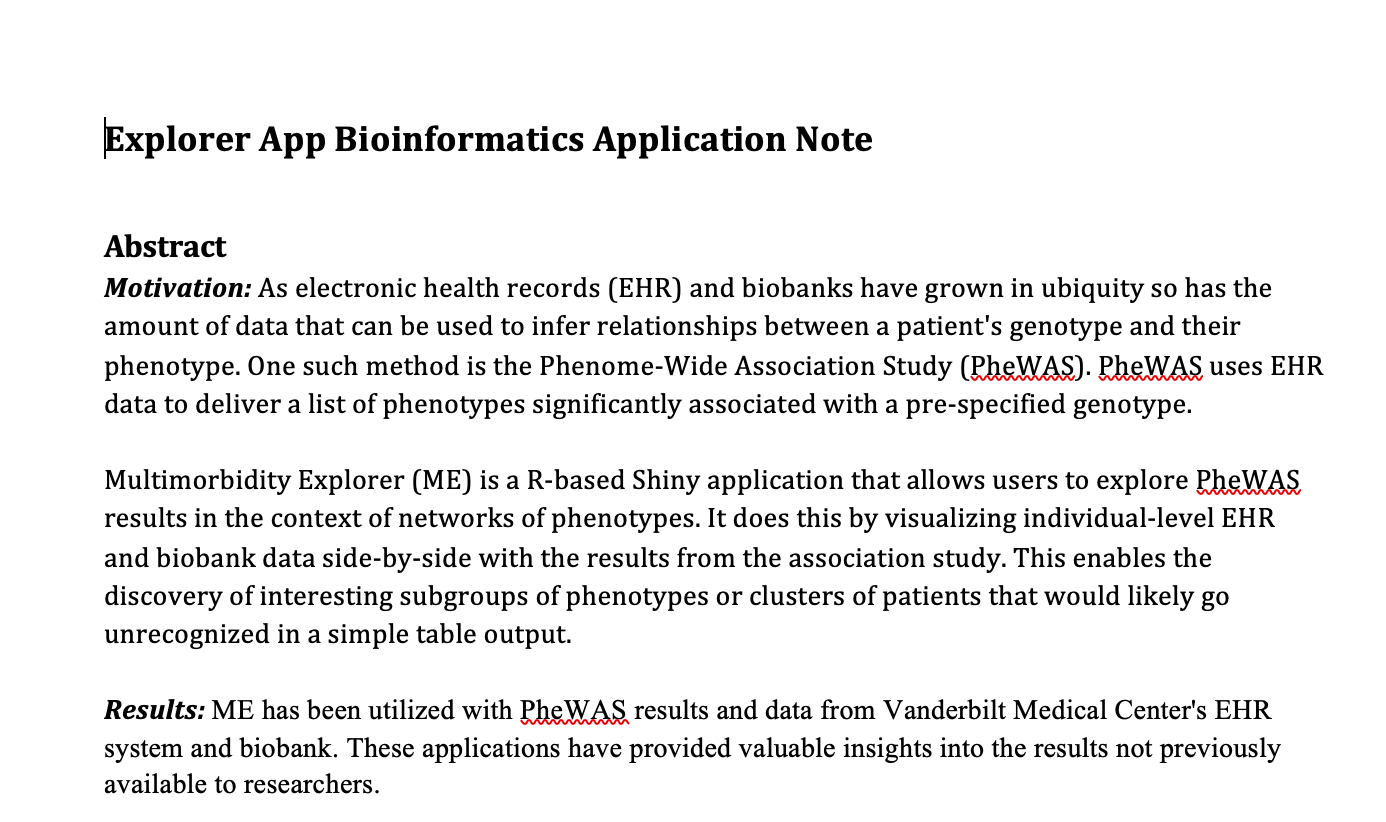 Explorer App Bioinformatics Application Note
Abstract
Motivation: As electronic health records (EHR) and biobanks have grown in ubiquity so has the
amount of data that can be used to infer relationships between a patient's genotype and their
phenotype. One such method is the Phenome-Wide Association Study (PheWAS). PheWAS uses EHR
data to deliver a list of phenotypes significantly associated with a pre-specified genotype.
Multimorbidity Explorer (ME) is a R-based Shiny application that allows users to explore PheWAS
results in the context of networks of phenotypes. It does this by visualizing individual-level EHR
and biobank data side-by-side with the results from the association study. This enables the
discovery of interesting subgroups of phenotypes or clusters of patients that would likely go
unrecognized in a simple table output.
Results: ME has been utilized with PheWAS results and data from Vanderbilt Medical Center's EHR
system and biobank. These applications have provided valuable insights into the results not previously
available to researchers.